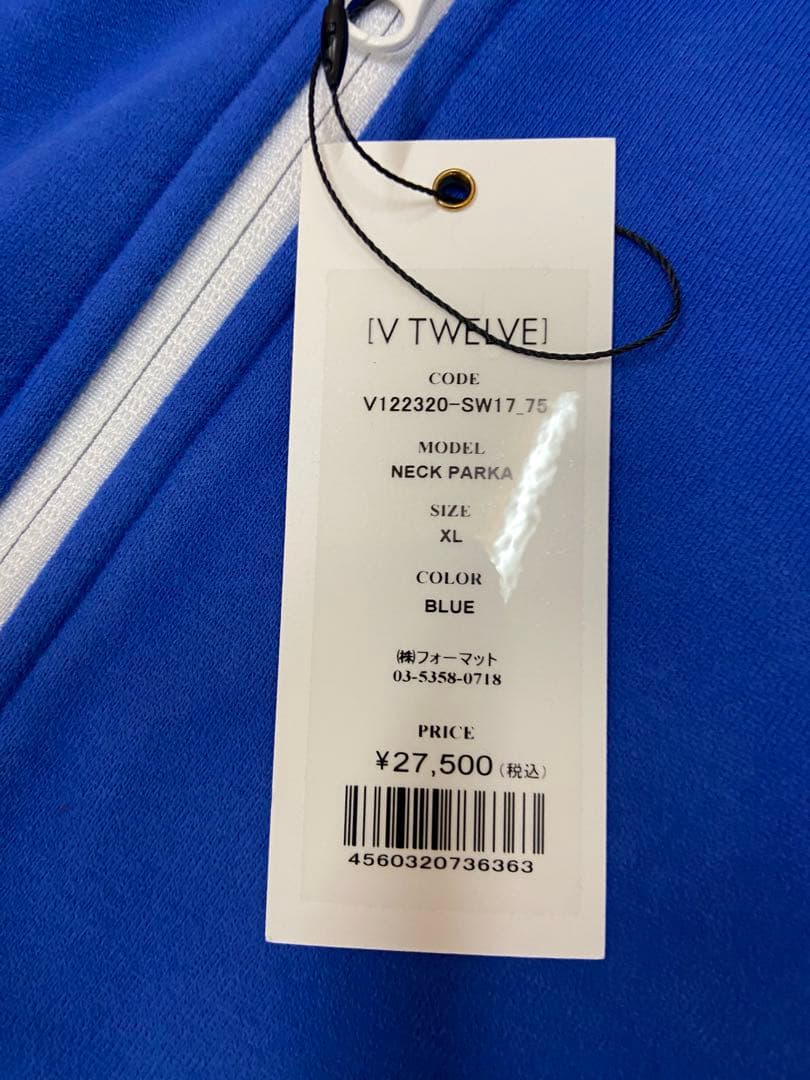 [V TWELVE]
CODE
V122320-SW17_75
MODEL
NECK PARKA
SIZE
XL
COLOR
BLUE
㈱フォーマット
03-5358-0718
PRICE
¥27,500(税込)
4560320736363